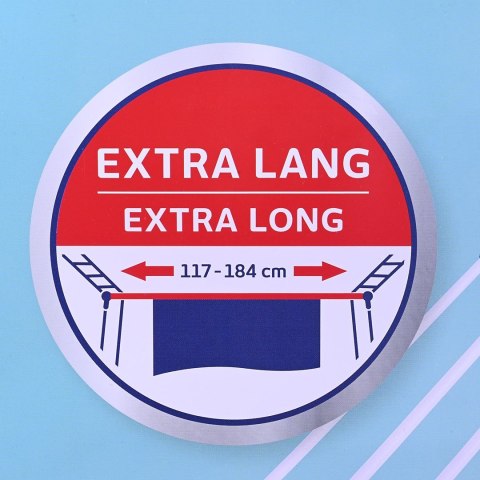 EXTRA LANG
EXTRA LONG
117-184 cm